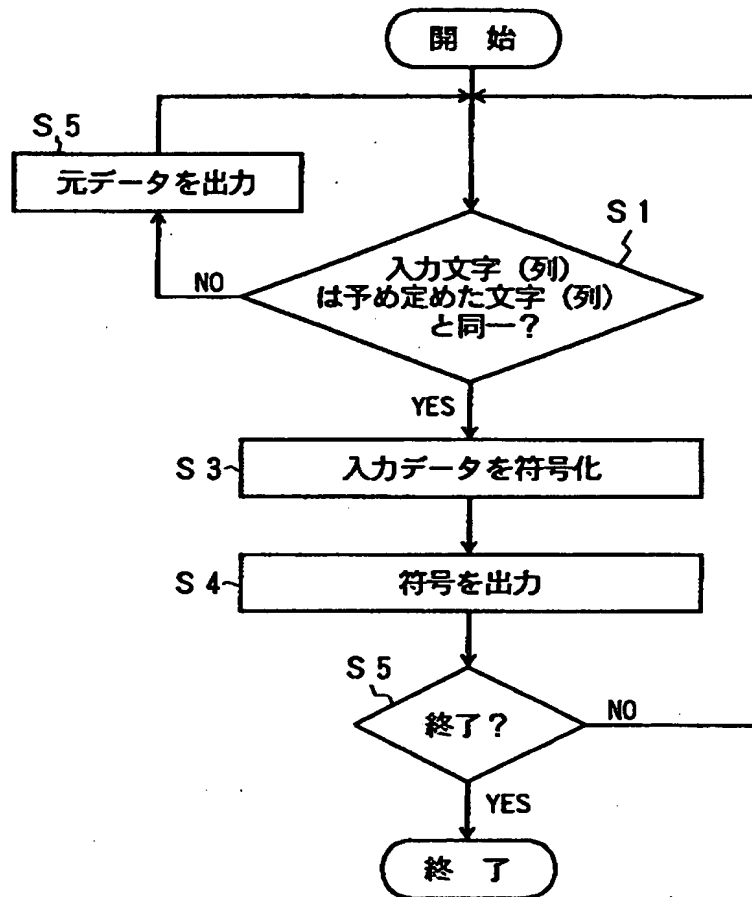 開 始
S 5
元データを出力
S 1
入力文字 (列)
は予め定めた文字 (列)
と同一？
NO
YES
S 3
入力データを符号化
S 4
符号を出力
S 5
終了？
NO
YES
終 了